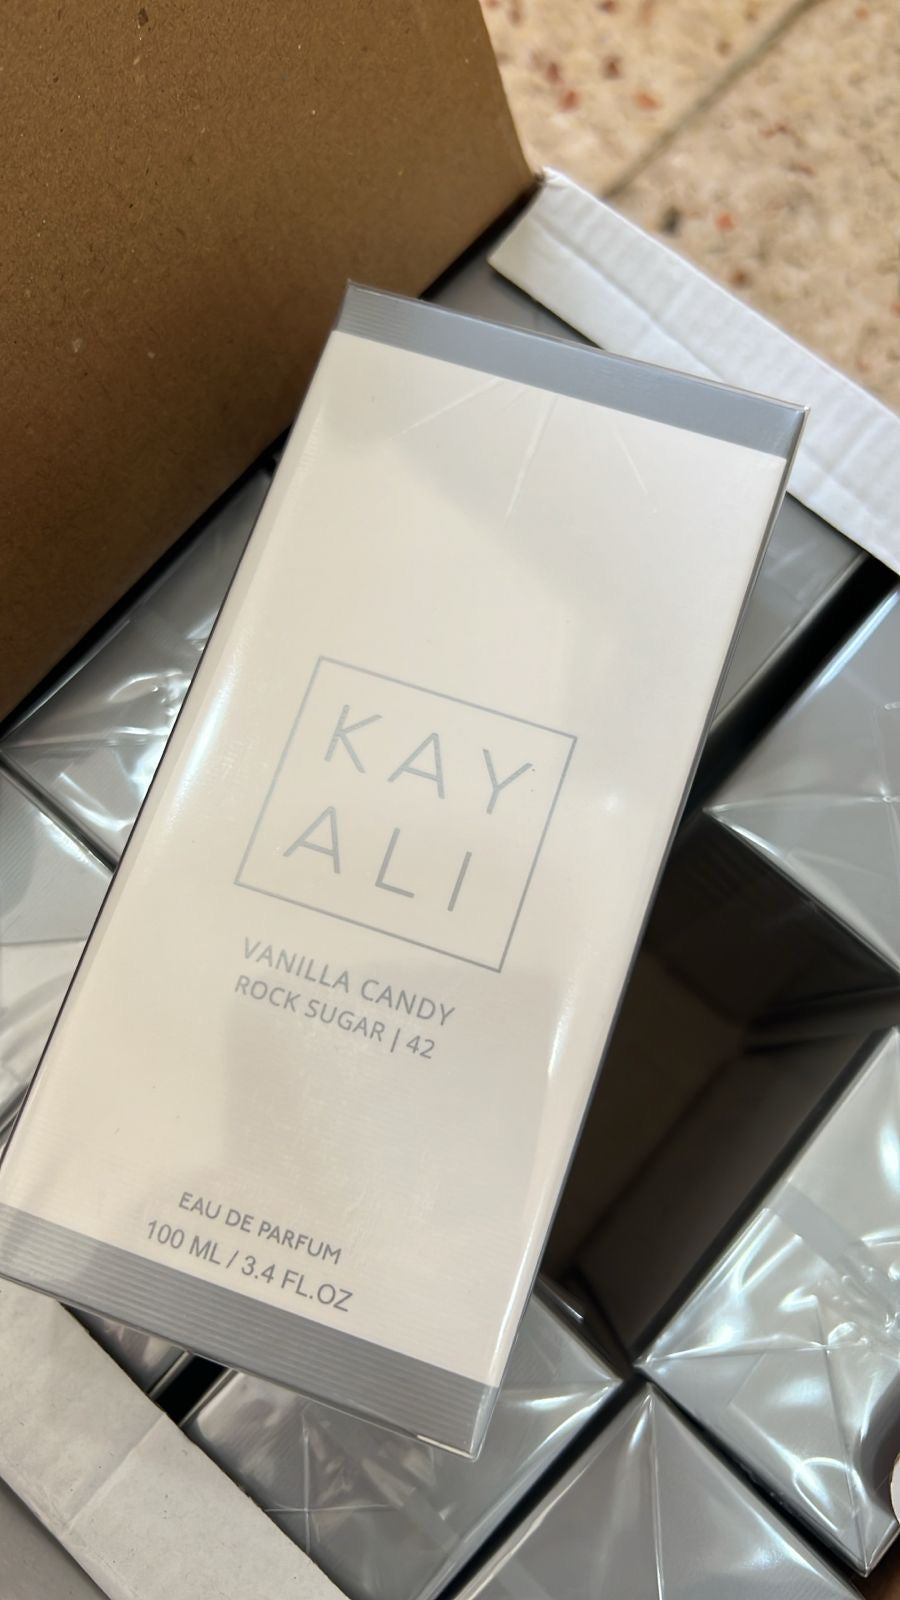 KAY
ALI
VANILLA CANDY
ROCK SUGAR | 42
EAU DE PARFUM
100 ML / 3.4 FL.OZ